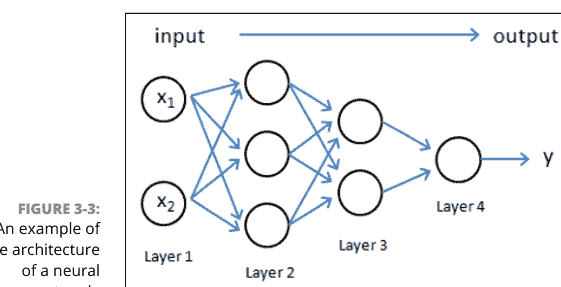 input output
x1
x2
y
Layer 1
Layer 2
Layer 3
Layer 4
FIGURE 3-3:
An example of
architecture
of a neural